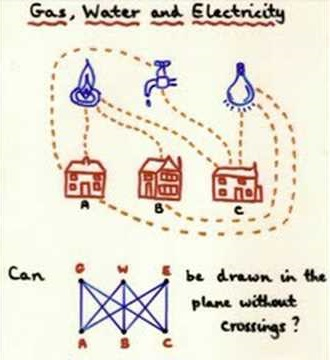 Gas, Water and Electricity
A
B
C
Can
G W E
be drawn in the
plane without
crossings?
A B C